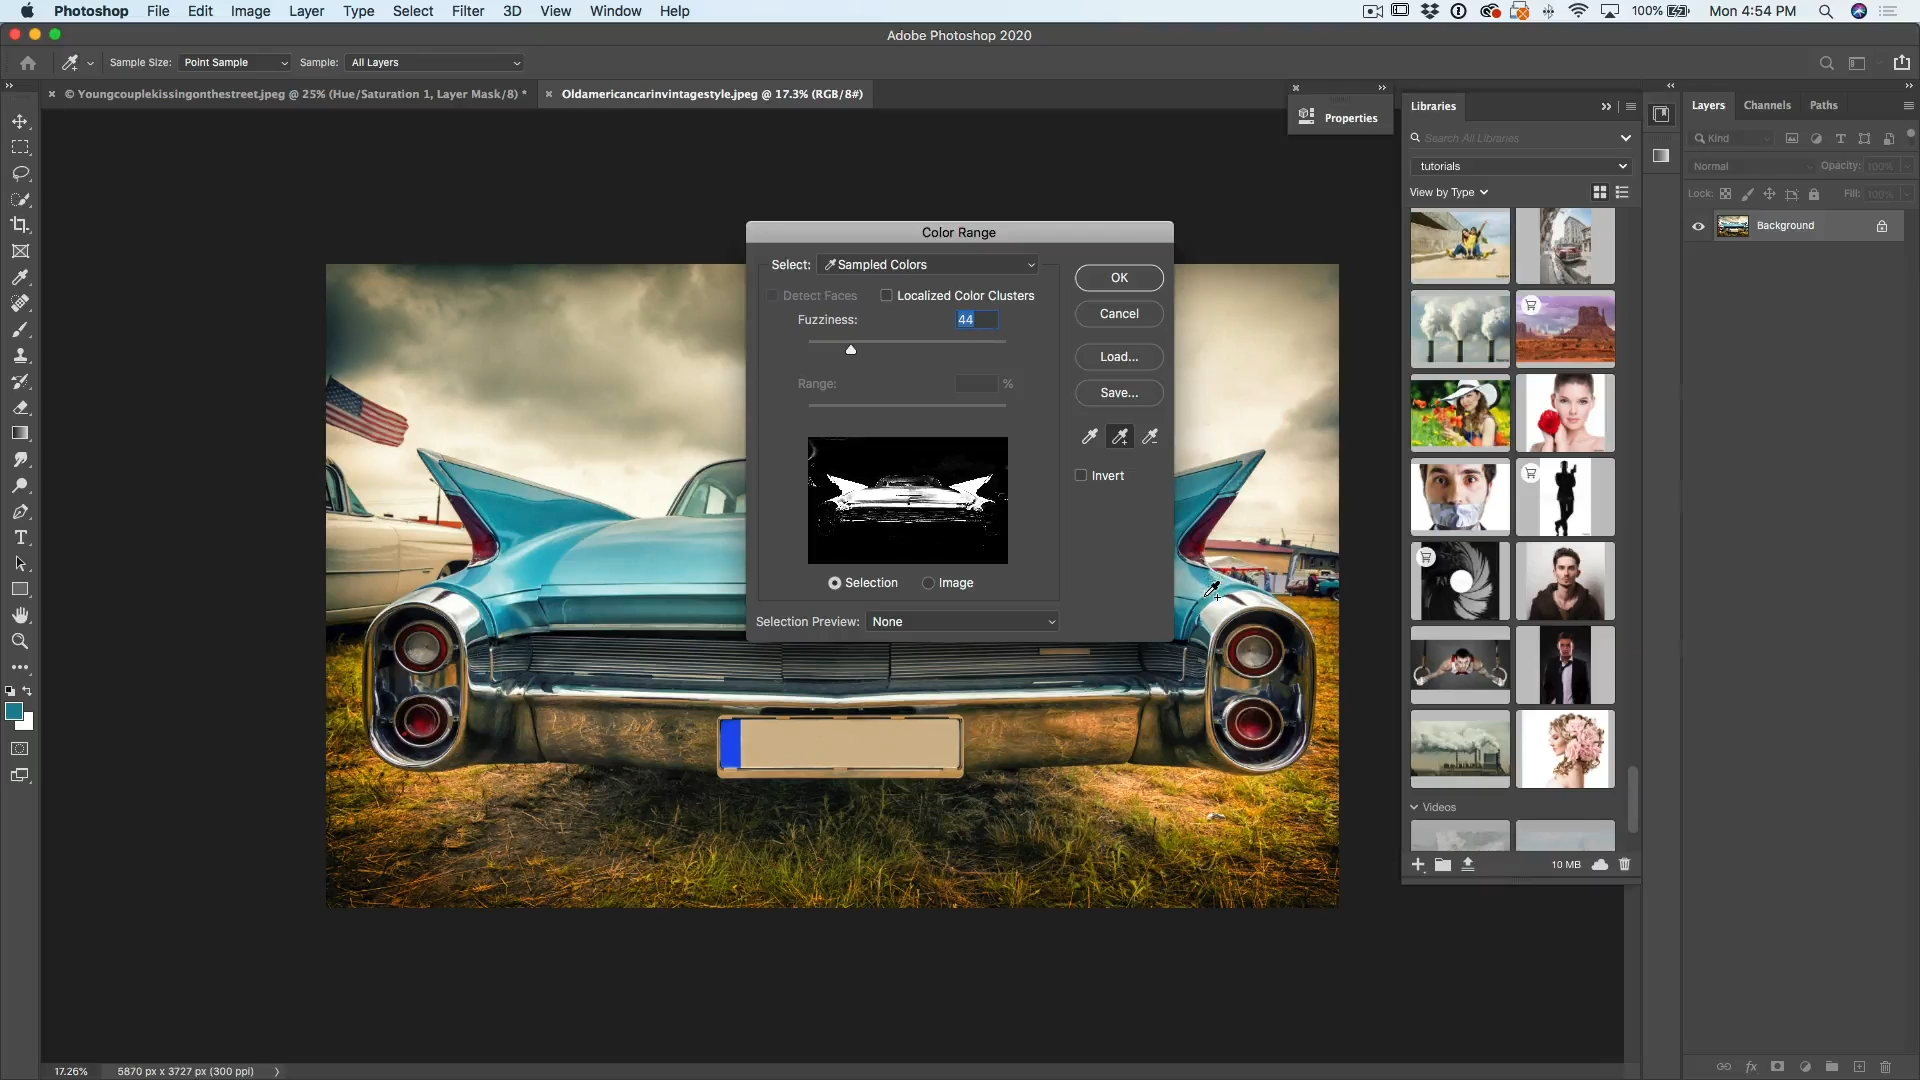 Photoshop File Edit Image Layer Type Select Filter 3D View Window Help
100% Mon 4:54 PM
Adobe Photoshop 2020
Sample Size: Point Sample Sample: All Layers
© Youngcouplekissingonthestreet.jpeg @ 25% (Hue/Saturation 1, Layer Mask/8) *
Oldamericancarinvintagestyle.jpeg @ 17.3% (RGB/8#)
Properties
Libraries
Search All Libraries
tutorials
View by Type
Videos
10 MB
Layers Channels Paths
Kind
Normal Opacity: 100%
Lock: Fill: 100%
Background
Color Range
Select: Sampled Colors
Detect Faces Localized Color Clusters
Fuzziness: 44
Range: %
Selection Image
Selection Preview: None
OK
Cancel
Load...
Save...
Invert
17.26% 5870 px x 3727 px (300 ppi)